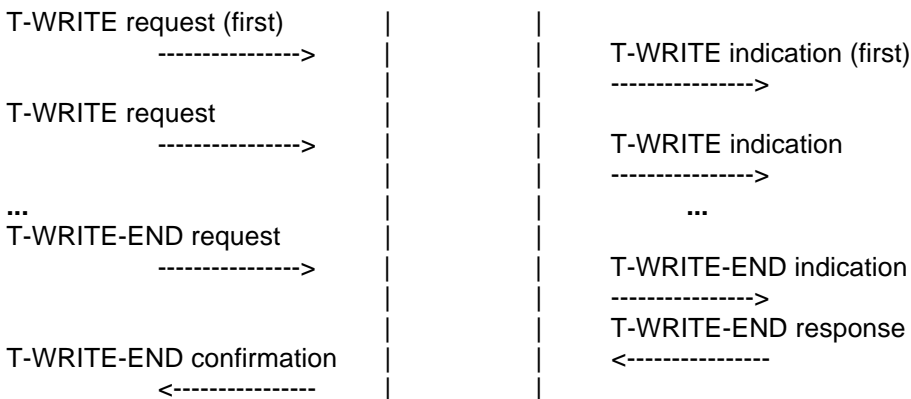 T-WRITE request (first)
T-WRITE indication (first)
T-WRITE request
T-WRITE indication
... ...
T-WRITE-END request
T-WRITE-END indication
T-WRITE-END response
T-WRITE-END confirmation